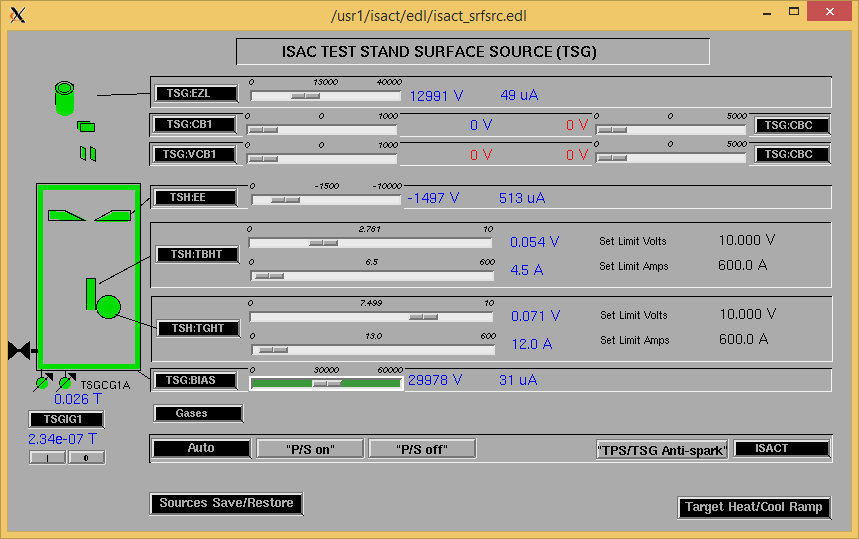 /usr1/isact/edl/isact_srfsrc.edl
ISAC TEST STAND SURFACE SOURCE (TSG)
TSG:EZL 0 13000 40000 12991 V 49 uA
TSG:CB1 0 0 1000 0 V 0 V 0 0 5000 TSG:CBC
TSG:VCB1 0 0 1000 0 V 0 V 0 0 5000 TSG:CBC
TSH:EE 0 -1500 -10000 -1497 V 513 uA
TSH:TBHT
0 2.781 10 0.054 V Set Limit Volts 10.000 V
0 6.5 600 4.5 A Set Limit Amps 600.0 A
TSH:TGHT
0 7.499 10 0.071 V Set Limit Volts 10.000 V
0 13.0 600 12.0 A Set Limit Amps 600.0 A
TSG:BIAS 0 30000 60000 29978 V 31 uA
TSGCG1A
0.026 T
TSGIG1
2.34e-07 T
I 0
Gases
Auto "P/S on" "P/S off" "TPS/TSG Anti-spark" ISACT
Sources Save/Restore
Target Heat/Cool Ramp